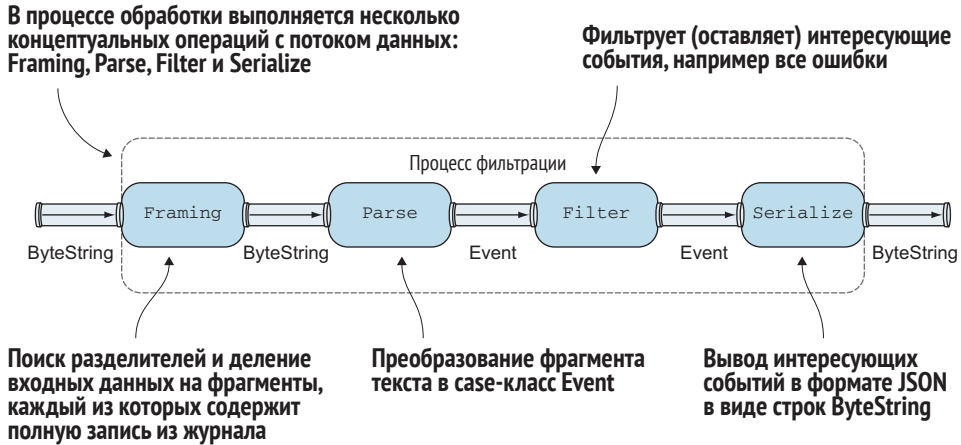 В процессе обработки выполняется несколько
концептуальных операций с потоком данных:
Framing, Parse, Filter и Serialize
Фильтрует (оставляет) интересующие
события, например все ошибки
Процесс фильтрации
Framing
Parse
Filter
Serialize
ByteString
ByteString
Event
Event
ByteString
Поиск разделителей и деление
входных данных на фрагменты,
каждый из которых содержит
полную запись из журнала
Преобразование фрагмента
текста в case-класс Event
Вывод интересующих
событий в формате JSON
в виде строк ByteString